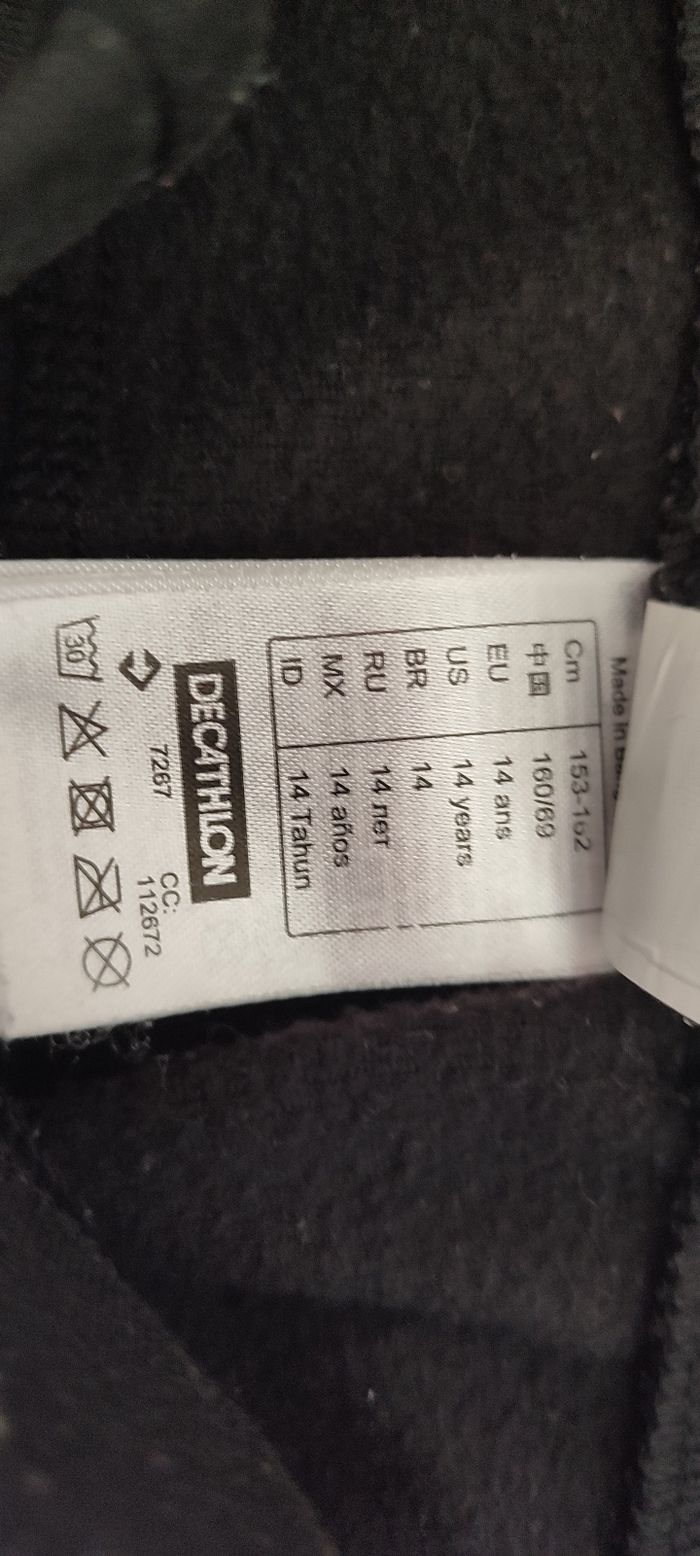 Made in
Cm 153-162
中国 160/69
EU 14 ans
US 14 years
BR 14
RU 14 лет
MX 14 años
ID 14 Tahun
DECATHLON
7267 CC: 112672
30